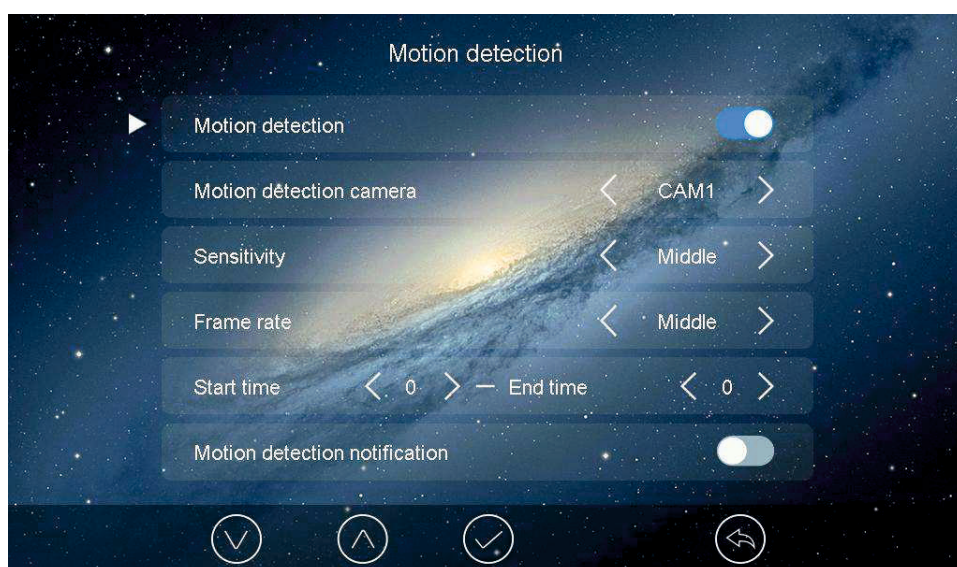 Motion detection
Motion detection
Motion detection camera CAM1
Sensitivity Middle
Frame rate Middle
Start time 0 — End time 0
Motion detection notification